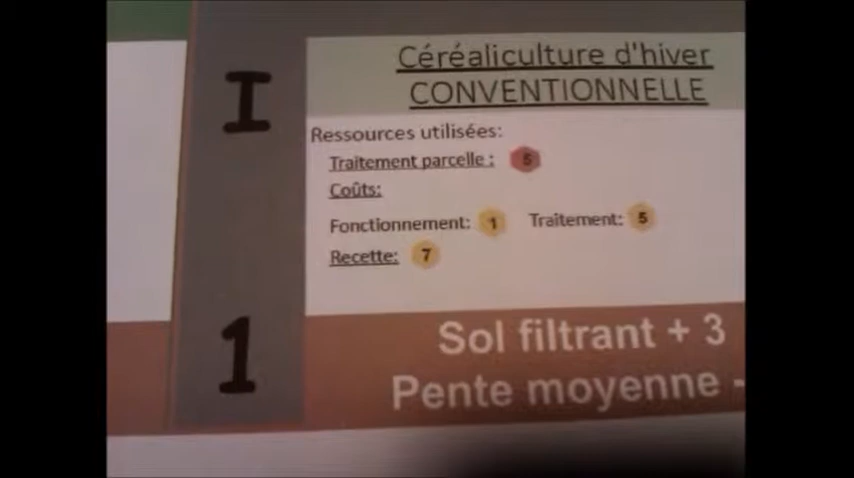 I
Céréaliculture d'hiver
CONVENTIONNELLE
Ressources utilisées:
Traitement parcelle : 5
Coûts:
Fonctionnement: 1 Traitement: 5
Recette: 7
1
Sol filtrant + 3
Pente moyenne -